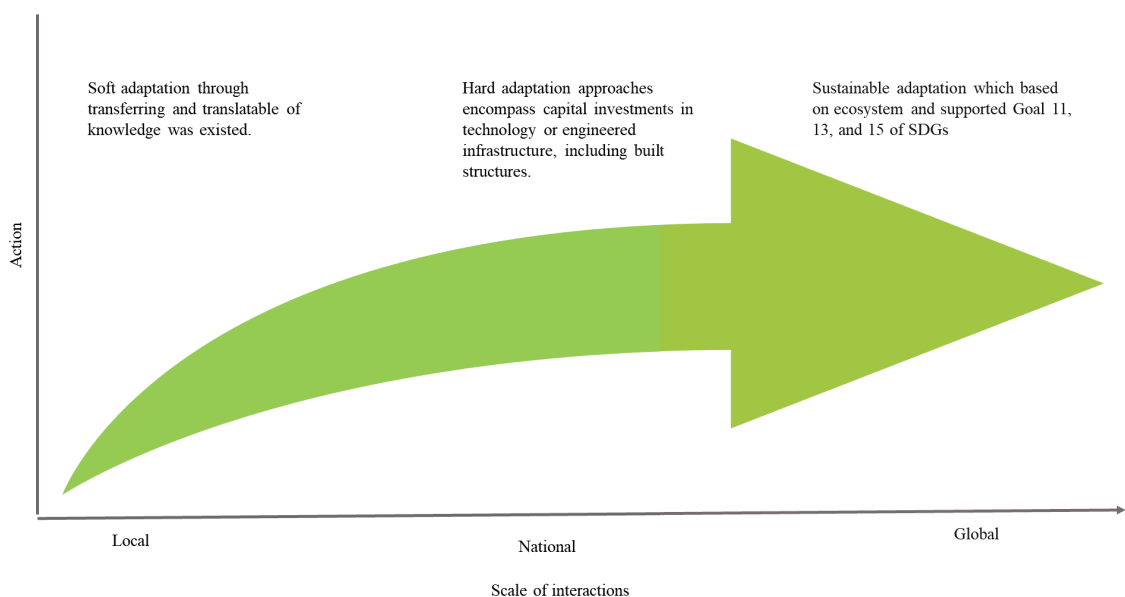 Soft adaptation through
transferring and translatable of
knowledge was existed.
Hard adaptation approaches
encompass capital investments in
technology or engineered
infrastructure, including built
structures.
Sustainable adaptation which based
on ecosystem and supported Goal 11,
13, and 15 of SDGs
Action
Local
National
Global
Scale of interactions